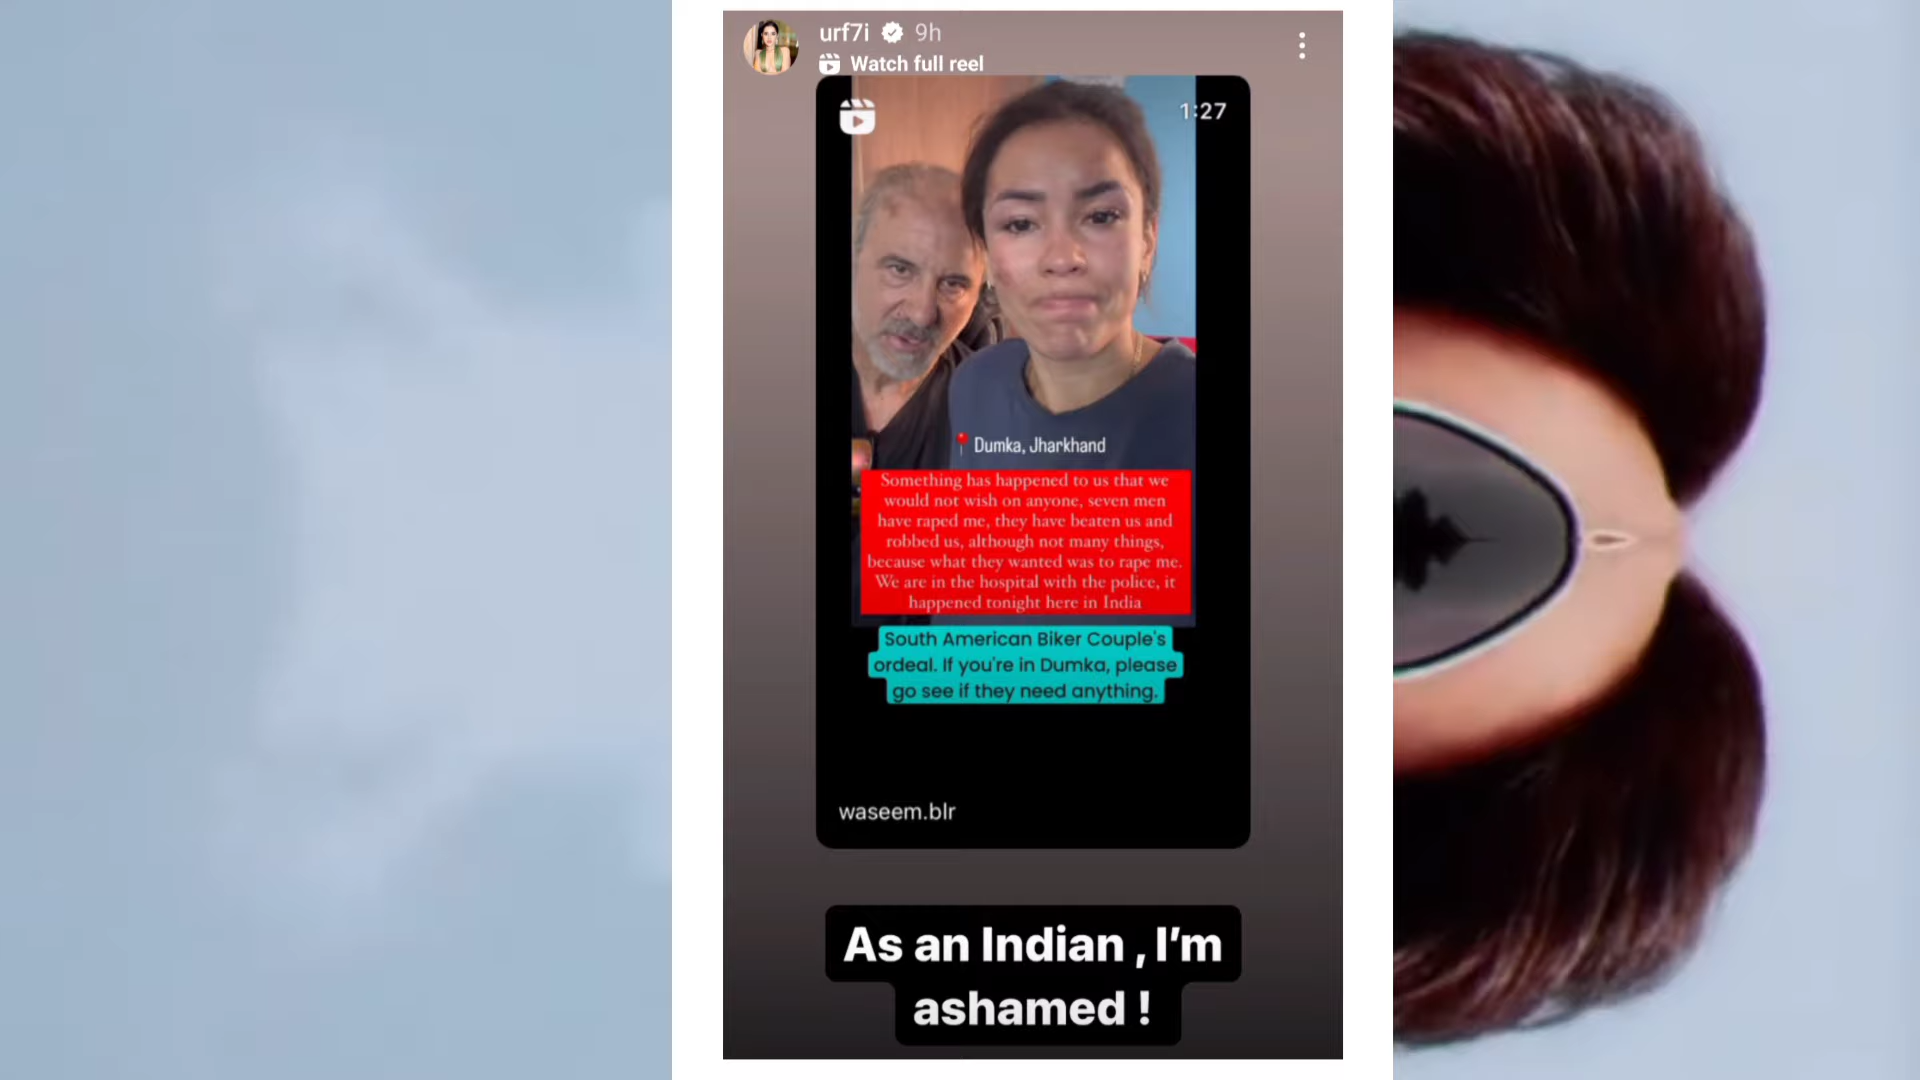 urf7i 9h
Watch full reel
1:27
Dumka, Jharkhand
Something has happened to us that we
would not wish on anyone, seven men
have raped me, they have beaten us and
robbed us, although not many things,
because what they wanted was to rape me.
We are in the hospital with the police, it
happened tonight here in India
South American Biker Couple's
ordeal. If you're in Dumka, please
go see if they need anything.
waseem.blr
As an Indian , I'm
ashamed !